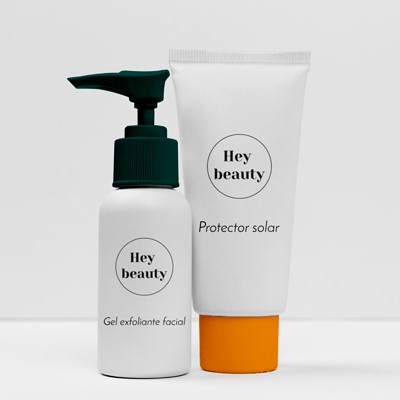 Hey
beauty
Protector solar
Hey
beauty
Gel exfoliante facial